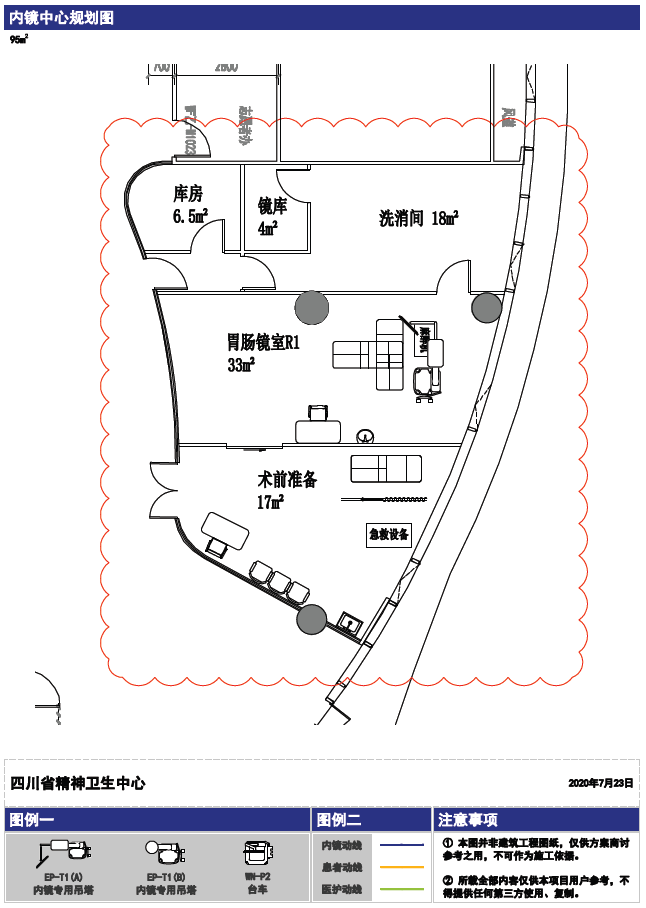 内镜中心规划图
95㎡
700
2800
风道
库房
6.5㎡
镜库
4㎡
洗消间 18㎡
胃肠镜室R1
33㎡
术前准备
17㎡
急救设备
四川省精神卫生中心
2020年7月23日
图例一
图例二
注意事项
EP-T1(A)
内镜专用吊塔
EP-T1(B)
内镜专用吊塔
WN-P2
台车
内镜动线
患者动线
医护动线
① 本图并非建筑工程图纸，仅供方案商讨
参考之用，不可作为施工依据。
② 所载全部内容仅供本项目用户参考，不
得提供任何第三方使用、复制。